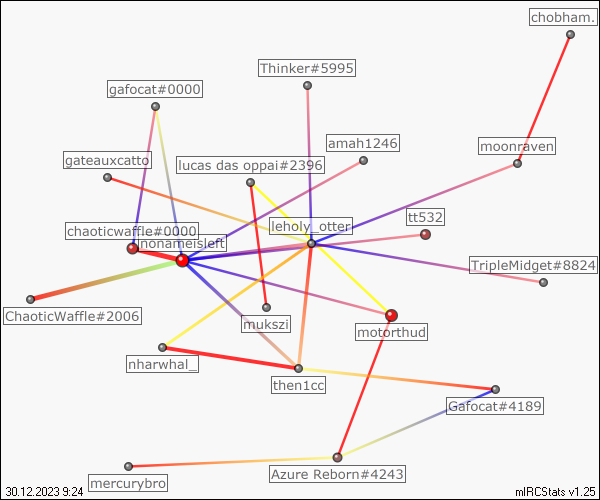 chobham.
Thinker#5995
gafocat#0000
amah1246
moonraven
gateauxcatto
lucas das oppai#2396
leholy_otter
tt532
chaoticwaffle#0000
nonameisleft
TripleMidget#8824
ChaoticWaffle#2006
mukszi
motorthud
nharwhal_
then1cc
Gafocat#4189
Azure Reborn#4243
mercurybro
30.12.2023 9:24
mIRCStats v1.25